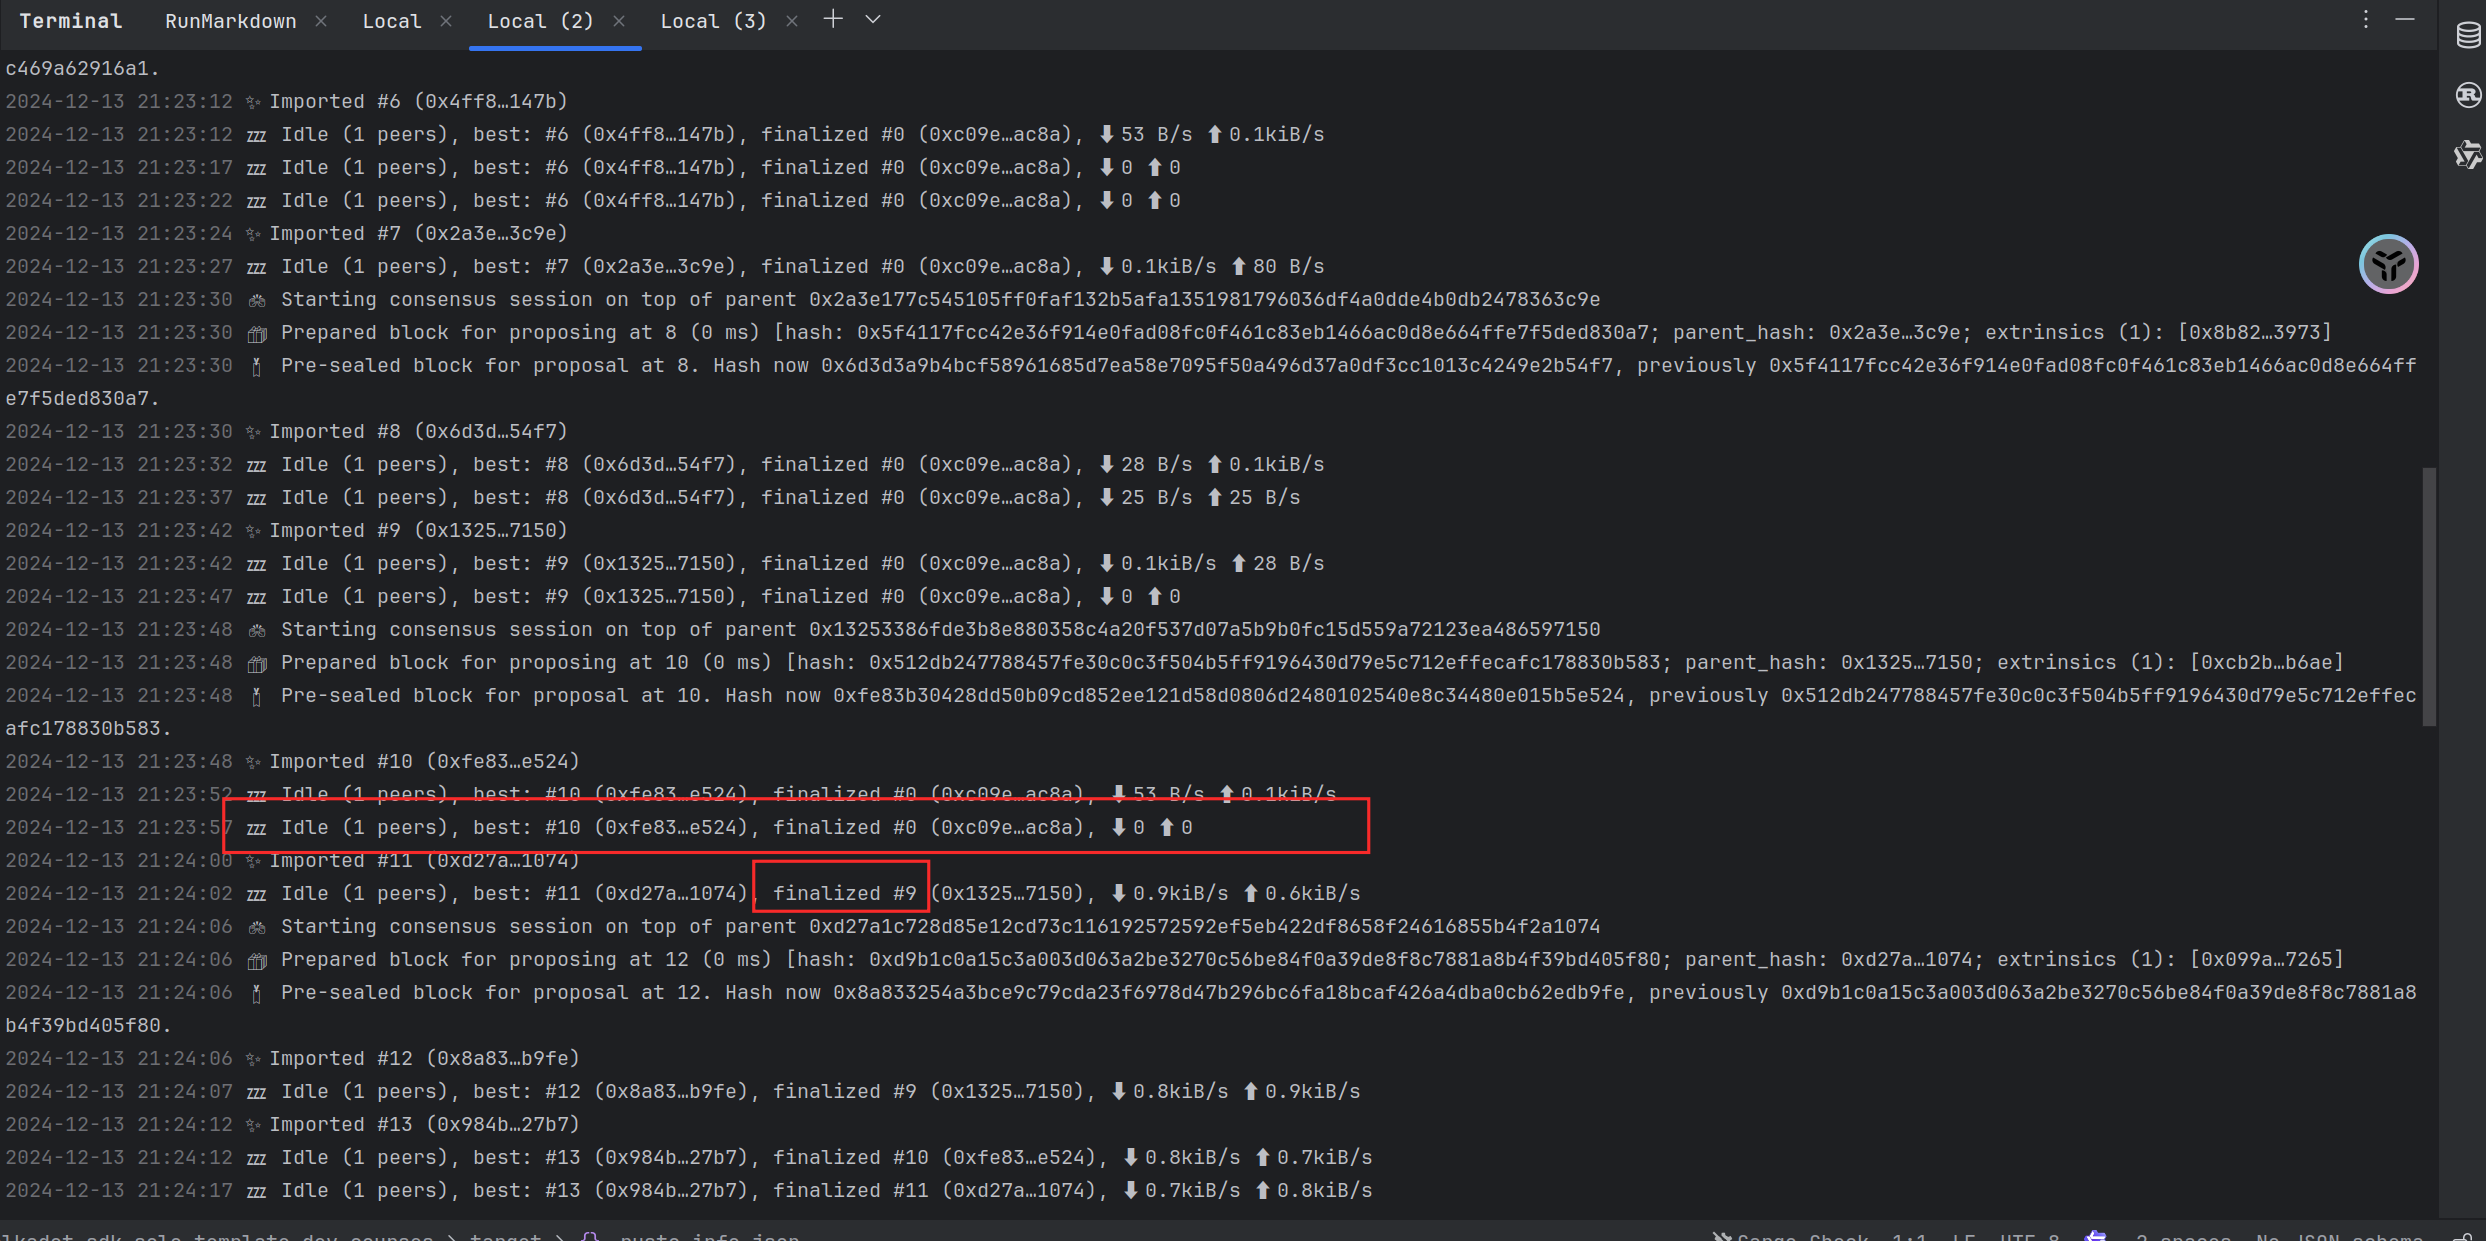 Terminal RunMarkdown × Local × Local (2) × Local (3) ×
c469a62916a1.
2024-12-13 21:23:12 ✨ Imported #6 (0x4ff8…147b)
2024-12-13 21:23:12 💤 Idle (1 peers), best: #6 (0x4ff8…147b), finalized #0 (0xc09e…ac8a), ⬇ 53 B/s ⬆ 0.1kiB/s
2024-12-13 21:23:17 💤 Idle (1 peers), best: #6 (0x4ff8…147b), finalized #0 (0xc09e…ac8a), ⬇ 0 ⬆ 0
2024-12-13 21:23:22 💤 Idle (1 peers), best: #6 (0x4ff8…147b), finalized #0 (0xc09e…ac8a), ⬇ 0 ⬆ 0
2024-12-13 21:23:24 ✨ Imported #7 (0x2a3e…3c9e)
2024-12-13 21:23:27 💤 Idle (1 peers), best: #7 (0x2a3e…3c9e), finalized #0 (0xc09e…ac8a), ⬇ 0.1kiB/s ⬆ 80 B/s
2024-12-13 21:23:30 🙌 Starting consensus session on top of parent 0x2a3e177c545105ff0faf132b5afa1351981796036df4a0dde4b0db2478363c9e
2024-12-13 21:23:30 🎁 Prepared block for proposing at 8 (0 ms) [hash: 0x5f4117fcc42e36f914e0fad08fc0f461c83eb1466ac0d8e664ffe7f5ded830a7; parent_hash: 0x2a3e…3c9e; extrinsics (1): [0x8b82…3973]
2024-12-13 21:23:30 🔖 Pre-sealed block for proposal at 8. Hash now 0x6d3d3a9b4bcf58961685d7ea58e7095f50a496d37a0df3cc1013c4249e2b54f7, previously 0x5f4117fcc42e36f914e0fad08fc0f461c83eb1466ac0d8e664ff
e7f5ded830a7.
2024-12-13 21:23:30 ✨ Imported #8 (0x6d3d…54f7)
2024-12-13 21:23:32 💤 Idle (1 peers), best: #8 (0x6d3d…54f7), finalized #0 (0xc09e…ac8a), ⬇ 28 B/s ⬆ 0.1kiB/s
2024-12-13 21:23:37 💤 Idle (1 peers), best: #8 (0x6d3d…54f7), finalized #0 (0xc09e…ac8a), ⬇ 25 B/s ⬆ 25 B/s
2024-12-13 21:23:42 ✨ Imported #9 (0x1325…7150)
2024-12-13 21:23:42 💤 Idle (1 peers), best: #9 (0x1325…7150), finalized #0 (0xc09e…ac8a), ⬇ 0.1kiB/s ⬆ 28 B/s
2024-12-13 21:23:47 💤 Idle (1 peers), best: #9 (0x1325…7150), finalized #0 (0xc09e…ac8a), ⬇ 0 ⬆ 0
2024-12-13 21:23:48 🙌 Starting consensus session on top of parent 0x13253386fde3b8e880358c4a20f537d07a5b9b0fc15d559a72123ea486597150
2024-12-13 21:23:48 🎁 Prepared block for proposing at 10 (0 ms) [hash: 0x512db247788457fe30c0c3f504b5ff9196430d79e5c712effecafc178830b583; parent_hash: 0x1325…7150; extrinsics (1): [0xcb2b…b6ae]
2024-12-13 21:23:48 🔖 Pre-sealed block for proposal at 10. Hash now 0xfe83b30428dd50b09cd852ee121d58d0806d2480102540e8c34480e015b5e524, previously 0x512db247788457fe30c0c3f504b5ff9196430d79e5c712effec
afc178830b583.
2024-12-13 21:23:48 ✨ Imported #10 (0xfe83…e524)
2024-12-13 21:23:52 💤 Idle (1 peers), best: #10 (0xfe83…e524), finalized #0 (0xc09e…ac8a), ⬇ 53 B/s ⬆ 0.1kiB/s
2024-12-13 21:23:57 💤 Idle (1 peers), best: #10 (0xfe83…e524), finalized #0 (0xc09e…ac8a), ⬇ 0 ⬆ 0
2024-12-13 21:24:00 ✨ Imported #11 (0xd27a…1074)
2024-12-13 21:24:02 💤 Idle (1 peers), best: #11 (0xd27a…1074), finalized #9 (0x1325…7150), ⬇ 0.9kiB/s ⬆ 0.6kiB/s
2024-12-13 21:24:06 🙌 Starting consensus session on top of parent 0xd27a1c728d85e12cd73c116192572592ef5eb422df8658f24616855b4f2a1074
2024-12-13 21:24:06 🎁 Prepared block for proposing at 12 (0 ms) [hash: 0xd9b1c0a15c3a003d063a2be3270c56be84f0a39de8f8c7881a8b4f39bd405f80; parent_hash: 0xd27a…1074; extrinsics (1): [0x099a…7265]
2024-12-13 21:24:06 🔖 Pre-sealed block for proposal at 12. Hash now 0x8a833254a3bce9c79cda23f6978d47b296bc6fa18bcaf426a4dba0cb62edb9fe, previously 0xd9b1c0a15c3a003d063a2be3270c56be84f0a39de8f8c7881a8
b4f39bd405f80.
2024-12-13 21:24:06 ✨ Imported #12 (0x8a83…b9fe)
2024-12-13 21:24:07 💤 Idle (1 peers), best: #12 (0x8a83…b9fe), finalized #9 (0x1325…7150), ⬇ 0.8kiB/s ⬆ 0.9kiB/s
2024-12-13 21:24:12 ✨ Imported #13 (0x984b…27b7)
2024-12-13 21:24:12 💤 Idle (1 peers), best: #13 (0x984b…27b7), finalized #10 (0xfe83…e524), ⬇ 0.8kiB/s ⬆ 0.7kiB/s
2024-12-13 21:24:17 💤 Idle (1 peers), best: #13 (0x984b…27b7), finalized #11 (0xd27a…1074), ⬇ 0.7kiB/s ⬆ 0.8kiB/s